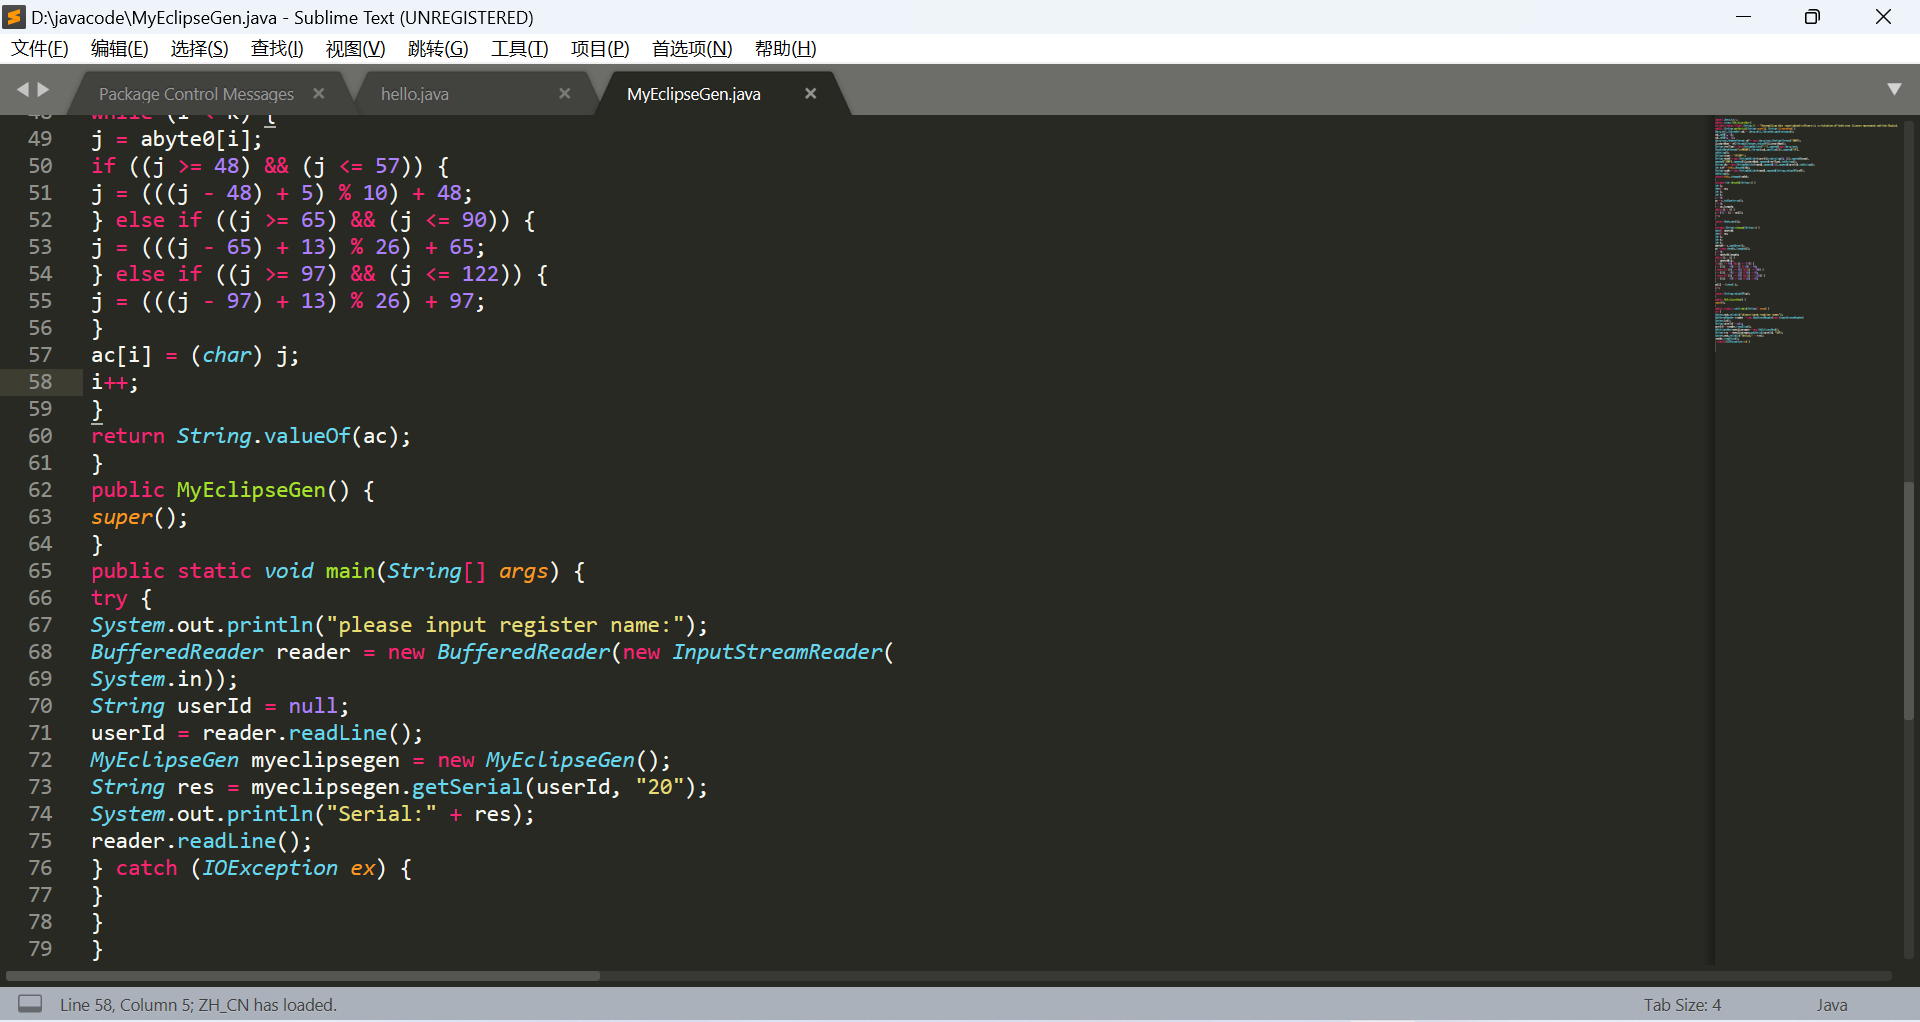 D:\javacode\MyEclipseGen.java - Sublime Text (UNREGISTERED)
文件(F) 编辑(E) 选择(S) 查找(I) 视图(V) 跳转(G) 工具(T) 项目(P) 首选项(N) 帮助(H)
Package Control Messages hello.java MyEclipseGen.java
48 while (i < k) {
49 j = abyte0[i];
50 if ((j >= 48) && (j <= 57)) {
51 j = (((j - 48) + 5) % 10) + 48;
52 } else if ((j >= 65) && (j <= 90)) {
53 j = (((j - 65) + 13) % 26) + 65;
54 } else if ((j >= 97) && (j <= 122)) {
55 j = (((j - 97) + 13) % 26) + 97;
56 }
57 ac[i] = (char) j;
58 i++;
59 }
60 return String.valueOf(ac);
61 }
62 public MyEclipseGen() {
63 super();
64 }
65 public static void main(String[] args) {
66 try {
67 System.out.println("please input register name:");
68 BufferedReader reader = new BufferedReader(new InputStreamReader(
69 System.in));
70 String userId = null;
71 userId = reader.readLine();
72 MyEclipseGen myeclipsegen = new MyEclipseGen();
73 String res = myeclipsegen.getSerial(userId, "20");
74 System.out.println("Serial:" + res);
75 reader.readLine();
76 } catch (IOException ex) {
77 }
78 }
79 }
Line 58, Column 5; ZH_CN has loaded. Tab Size: 4 Java